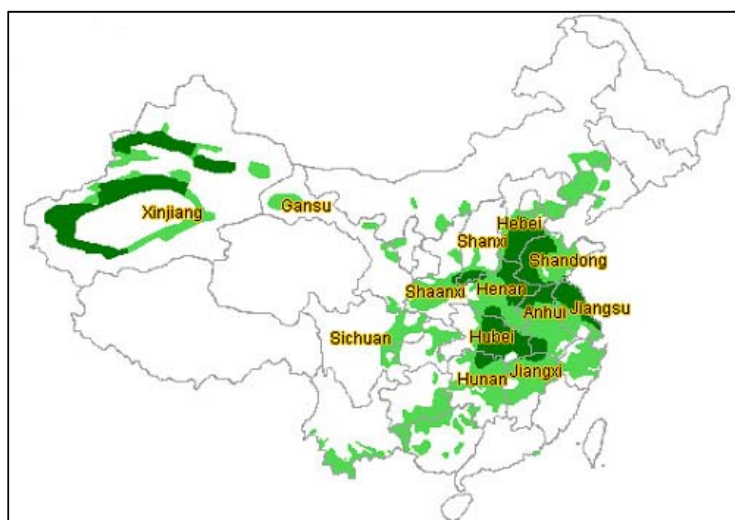 Hebei
Xinjiang
Gansu
Shanxi
Shandong
Shaanxi
Henan
Anhui
Jiangsu
Sichuan
Hubei
Hunan
Jiangxi